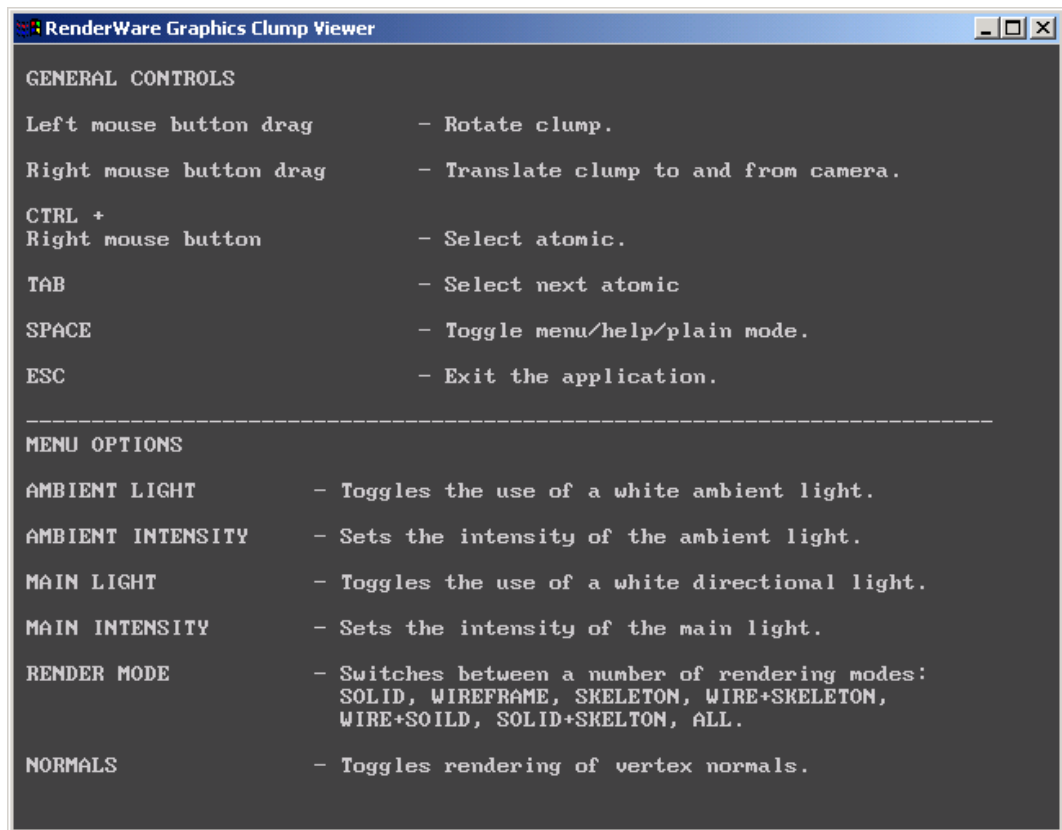 RenderWare Graphics Clump Viewer
GENERAL CONTROLS
Left mouse button drag - Rotate clump.
Right mouse button drag - Translate clump to and from camera.
CTRL +
Right mouse button - Select atomic.
TAB - Select next atomic
SPACE - Toggle menu/help/plain mode.
ESC - Exit the application.
MENU OPTIONS
AMBIENT LIGHT - Toggles the use of a white ambient light.
AMBIENT INTENSITY - Sets the intensity of the ambient light.
MAIN LIGHT - Toggles the use of a white directional light.
MAIN INTENSITY - Sets the intensity of the main light.
RENDER MODE - Switches between a number of rendering modes:
SOLID, WIREFRAME, SKELETON, WIRE+SKELETON,
WIRE+SOILD, SOLID+SKELTON, ALL.
NORMALS - Toggles rendering of vertex normals.